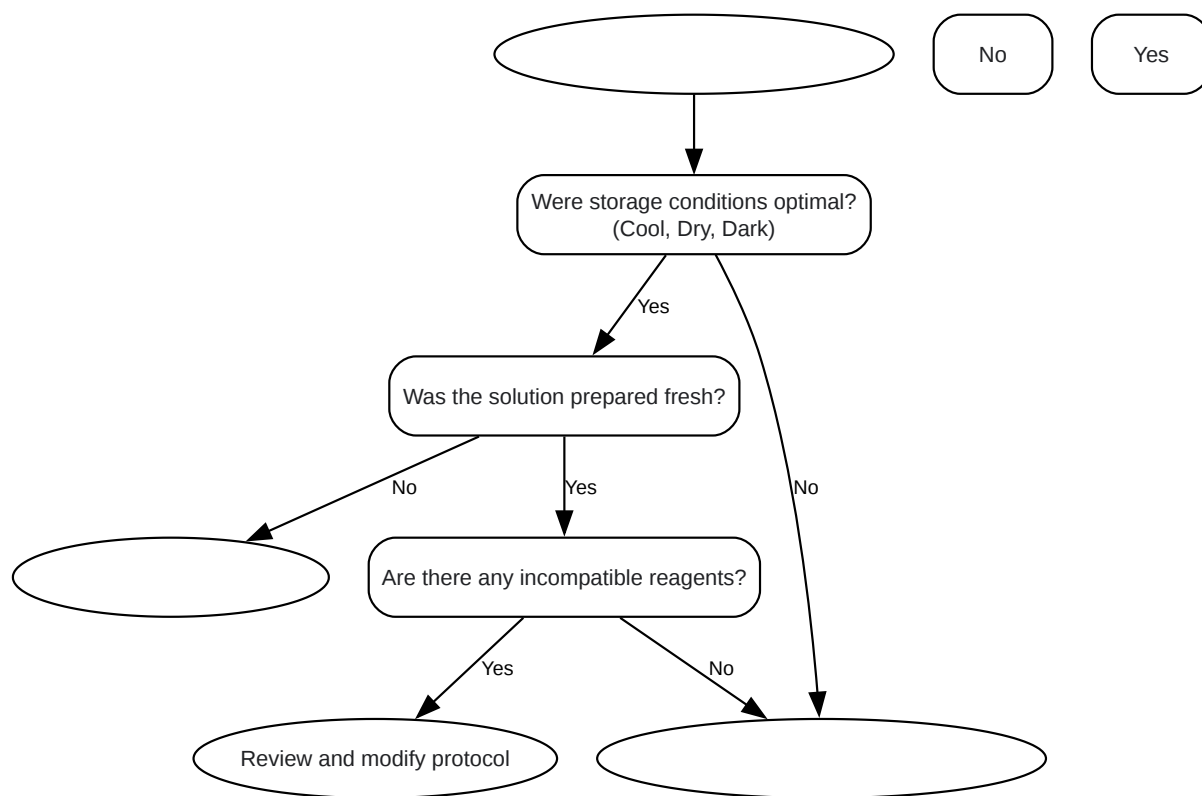 No
Yes
Were storage conditions optimal?
(Cool, Dry, Dark)
Yes
Was the solution prepared fresh?
No
Yes
No
Are there any incompatible reagents?
Yes
No
Review and modify protocol